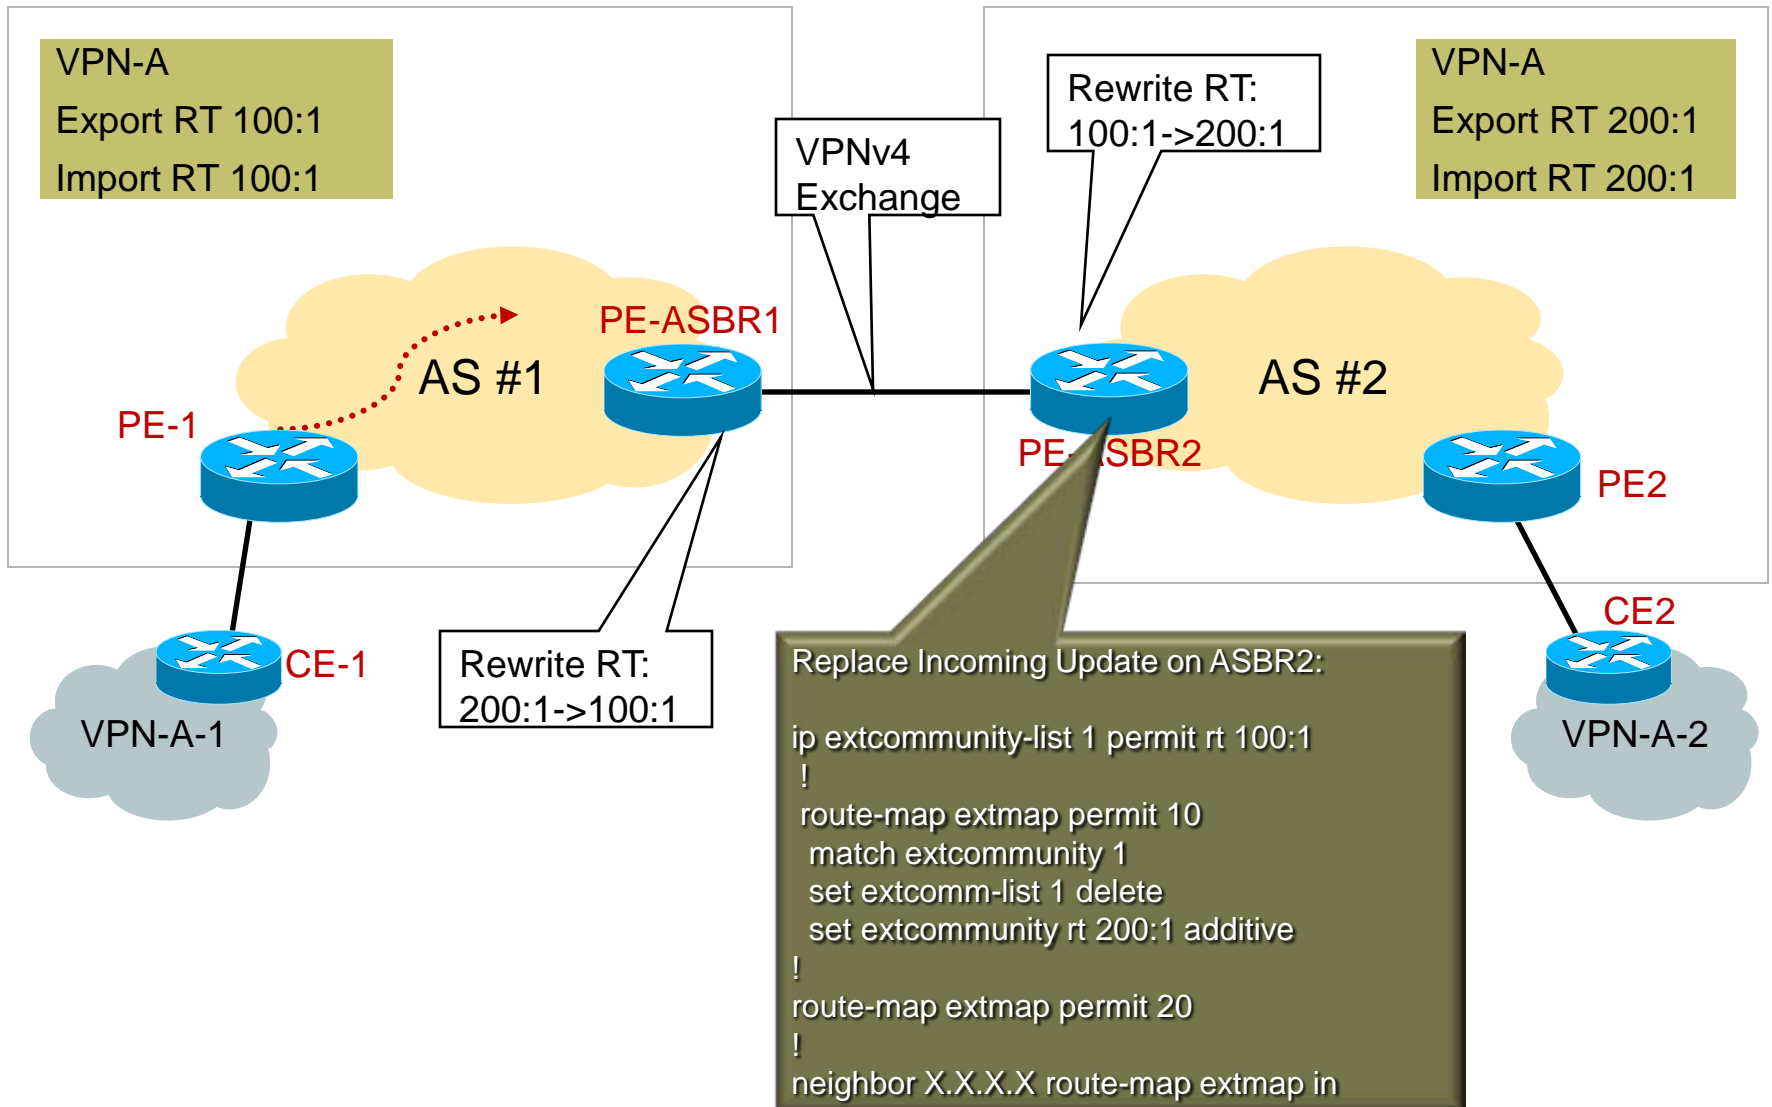 VPN-A
Export RT 100:1
Import RT 100:1
VPNv4
Exchange
Rewrite RT:
100:1->200:1
VPN-A
Export RT 200:1
Import RT 200:1
PE-ASBR1
AS #1
AS #2
PE-1
PE-ASBR2
PE2
CE-1
VPN-A-1
Rewrite RT:
200:1->100:1
CE2
VPN-A-2
Replace Incoming Update on ASBR2:
ip extcommunity-list 1 permit rt 100:1
!
route-map extmap permit 10
match extcommunity 1
set extcomm-list 1 delete
set extcommunity rt 200:1 additive
!
route-map extmap permit 20
!
neighbor X.X.X.X route-map extmap in